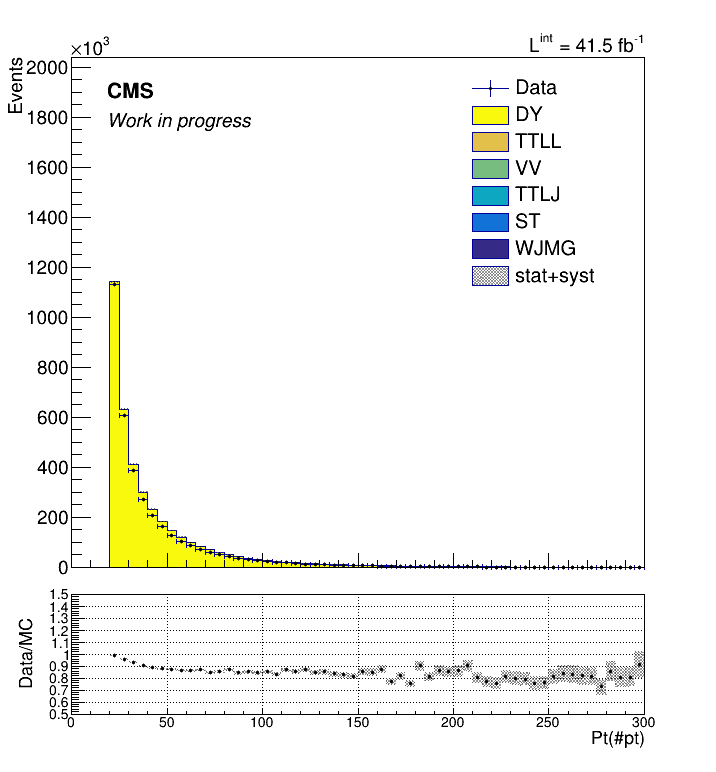 ×10³
L^int = 41.5 fb⁻¹
Events
2000
1800
1600
1400
1200
1000
800
600
400
200
0
CMS
Work in progress
Data
DY
TTLL
VV
TTLJ
ST
WJMG
stat+syst
Data/MC
1.5
1.4
1.3
1.2
1.1
1
0.9
0.8
0.7
0.6
0.5
0 50 100 150 200 250 300
Pt(#pt)